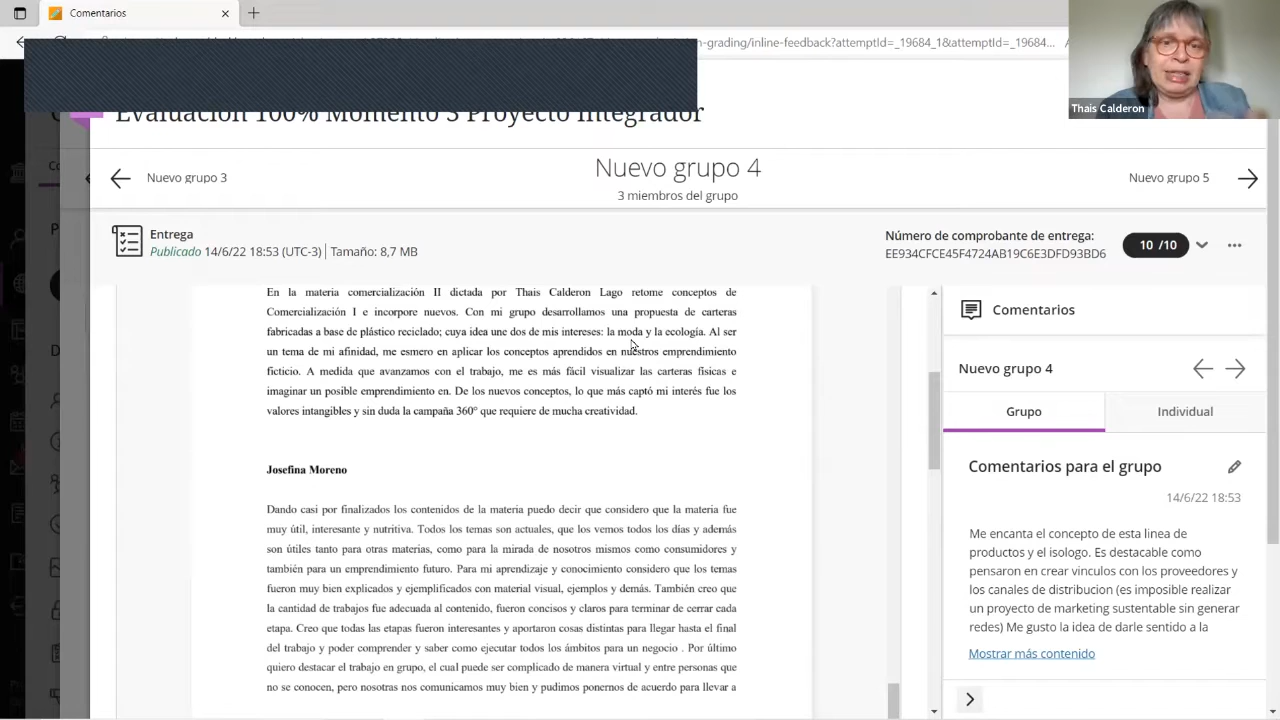 Comentarios
-grading/inline-feedback?attemptId=_19684_1&attemptId=_19684...
Thais Calderon
Evaluación 100% Momento 3 Proyecto Integrador
Nuevo grupo 3
Nuevo grupo 4
3 miembros del grupo
Nuevo grupo 5
Entrega
Publicado 14/6/22 18:53 (UTC-3) | Tamaño: 8,7 MB
Número de comprobante de entrega:
EE934CFCE45F4724AB19C6E3DFD93BD6
10 /10
En la materia comercialización II dictada por Thais Calderon Lago retome conceptos de
Comercialización I e incorpore nuevos. Con mi grupo desarrollamos una propuesta de carteras
fabricadas a base de plástico reciclado; cuya idea une dos de mis intereses: la moda y la ecología. Al ser
un tema de mi afinidad, me esmero en aplicar los conceptos aprendidos en nuestros emprendimiento
ficticio. A medida que avanzamos con el trabajo, me es más fácil visualizar las carteras físicas e
imaginar un posible emprendimiento en. De los nuevos conceptos, lo que más captó mi interés fue los
valores intangibles y sin duda la campaña 360° que requiere de mucha creatividad.
Josefina Moreno
Dando casi por finalizados los contenidos de la materia puedo decir que considero que la materia fue
muy útil, interesante y nutritiva. Todos los temas son actuales, que los vemos todos los días y además
son útiles tanto para otras materias, como para la mirada de nosotros mismos como consumidores y
también para un emprendimiento futuro. Para mi aprendizaje y conocimiento considero que los temas
fueron muy bien explicados y ejemplificados con material visual, ejemplos y demás. También creo que
la cantidad de trabajos fue adecuada al contenido, fueron concisos y claros para terminar de cerrar cada
etapa. Creo que todas las etapas fueron interesantes y aportaron cosas distintas para llegar hasta el final
del trabajo y poder comprender y saber como ejecutar todos los ámbitos para un negocio . Por último
quiero destacar el trabajo en grupo, el cual puede ser complicado de manera virtual y entre personas que
no se conocen, pero nosotras nos comunicamos muy bien y pudimos ponernos de acuerdo para llevar a
Comentarios
Nuevo grupo 4
Grupo
Individual
Comentarios para el grupo
14/6/22 18:53
Me encanta el concepto de esta linea de
productos y el isologo. Es destacable como
pensaron en crear vinculos con los proveedores y
los canales de distribucion (es imposible realizar
un proyecto de marketing sustentable sin generar
redes) Me gusto la idea de darle sentido a la
Mostrar más contenido